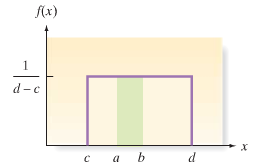 f(x)
1
d – c
c a b d x